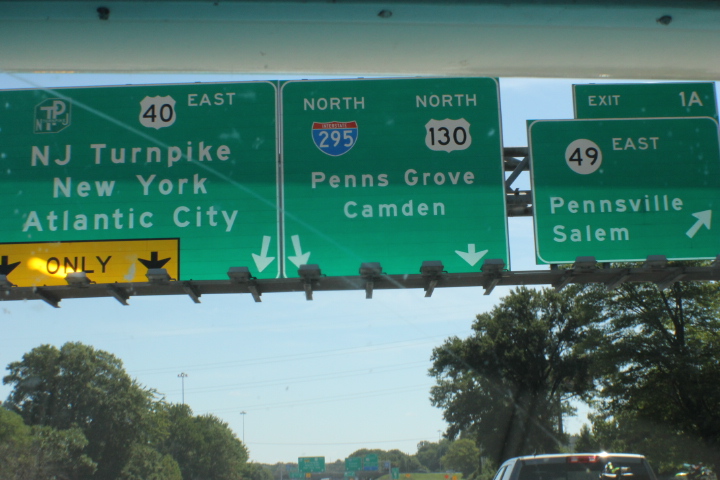 40 EAST
NJ Turnpike
New York
Atlantic City
ONLY
NORTH NORTH
INTERSTATE
295 130
Penns Grove
Camden
EXIT 1A
49 EAST
Pennsville
Salem